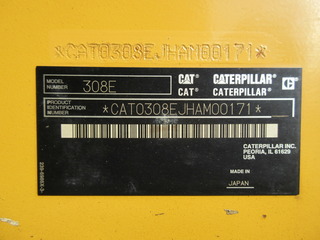 *CAT0308EJHAM00171*
MODEL NUMBER 308E
CAT CATERPILLAR
CAT CATERPILLAR
PRODUCT IDENTIFICATION NUMBER *CAT0308EJHAM00171*
CATERPILLAR INC.
PEORIA, IL 61629
USA
MADE IN
JAPAN